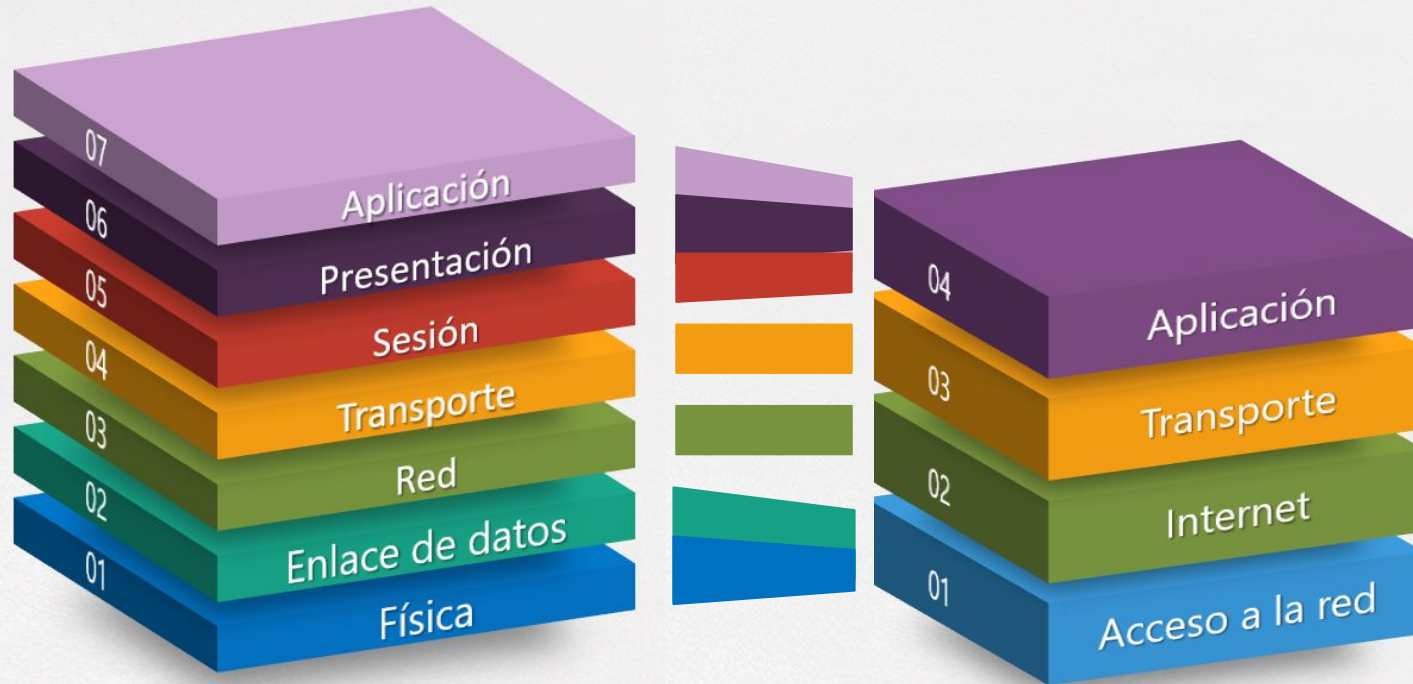 07
Aplicación
06
Presentación
05
Sesión
04
Transporte
03
Red
02
Enlace de datos
01
Física
04
Aplicación
03
Transporte
02
Internet
01
Acceso a la red